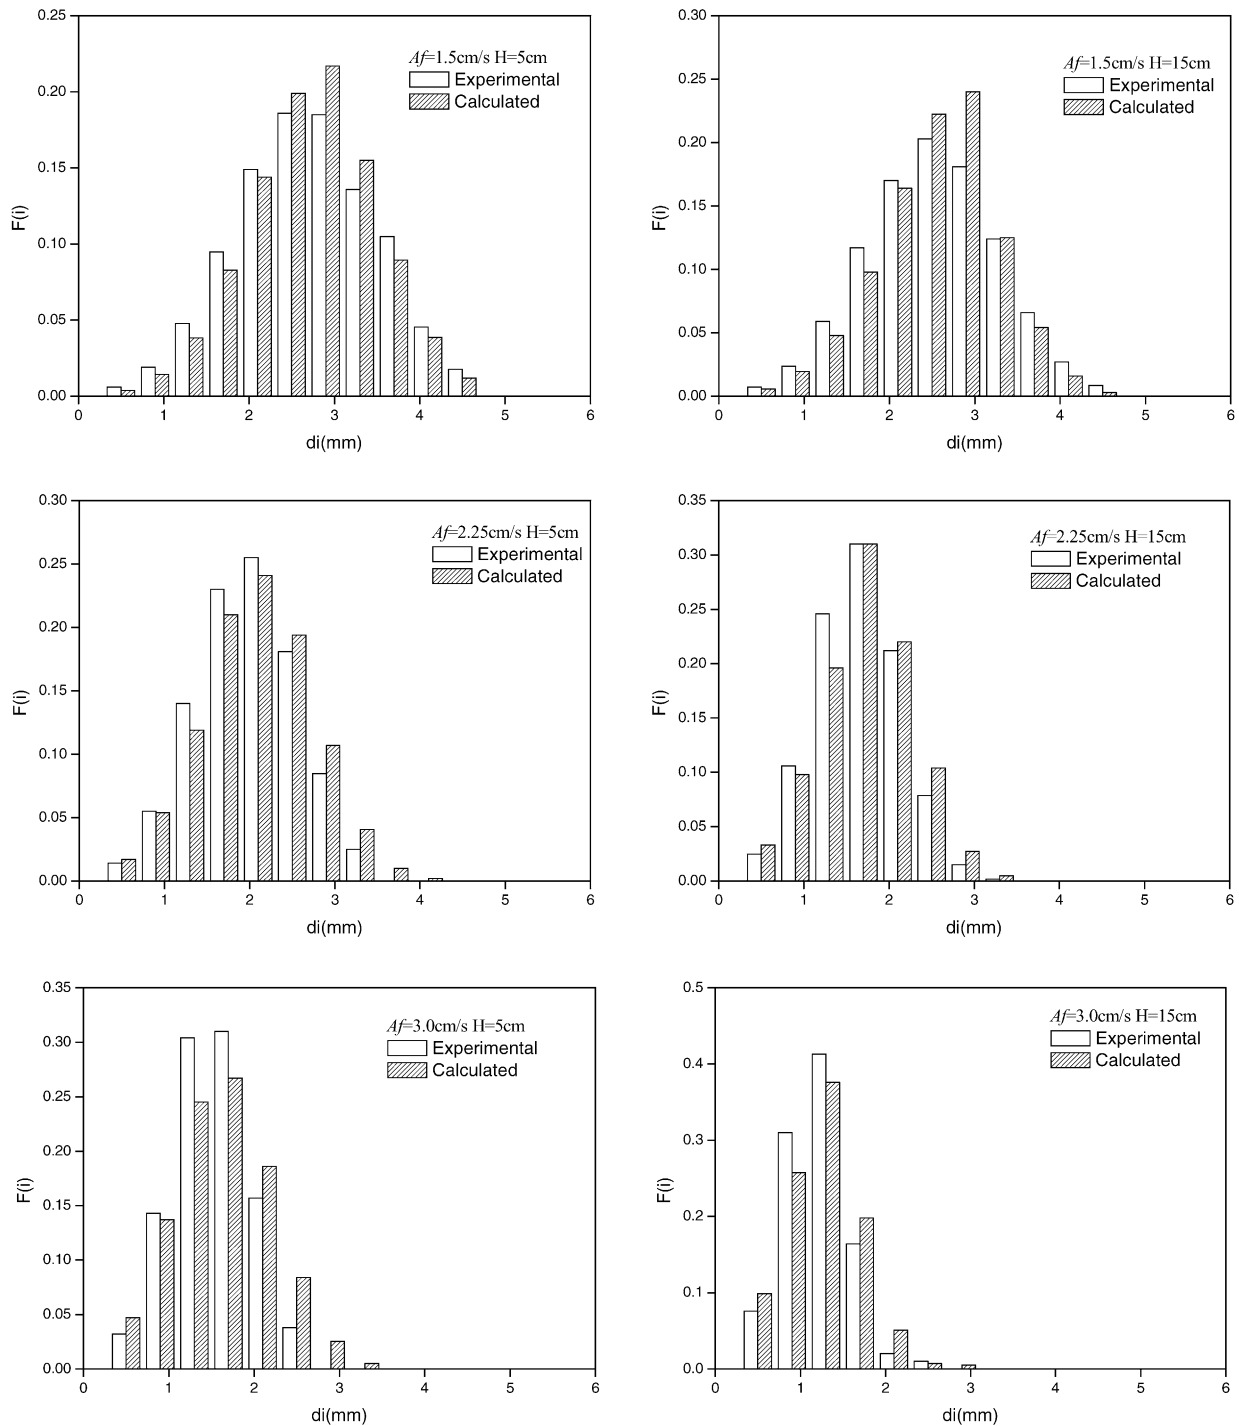 Af=1.5cm/s H=5cm
Experimental
Calculated
F(i)
0.25
0.20
0.15
0.10
0.05
0.00
0 1 2 3 4 5 6
di(mm)
Af=1.5cm/s H=15cm
Experimental
Calculated
F(i)
0.30
0.25
0.20
0.15
0.10
0.05
0.00
0 1 2 3 4 5 6
di(mm)
Af=2.25cm/s H=5cm
Experimental
Calculated
F(i)
0.30
0.25
0.20
0.15
0.10
0.05
0.00
0 1 2 3 4 5 6
di(mm)
Af=2.25cm/s H=15cm
Experimental
Calculated
F(i)
0.35
0.30
0.25
0.20
0.15
0.10
0.05
0.00
0 1 2 3 4 5 6
di(mm)
Af=3.0cm/s H=5cm
Experimental
Calculated
F(i)
0.35
0.30
0.25
0.20
0.15
0.10
0.05
0.00
0 1 2 3 4 5 6
di(mm)
Af=3.0cm/s H=15cm
Experimental
Calculated
F(i)
0.5
0.4
0.3
0.2
0.1
0.0
0 1 2 3 4 5 6
di(mm)